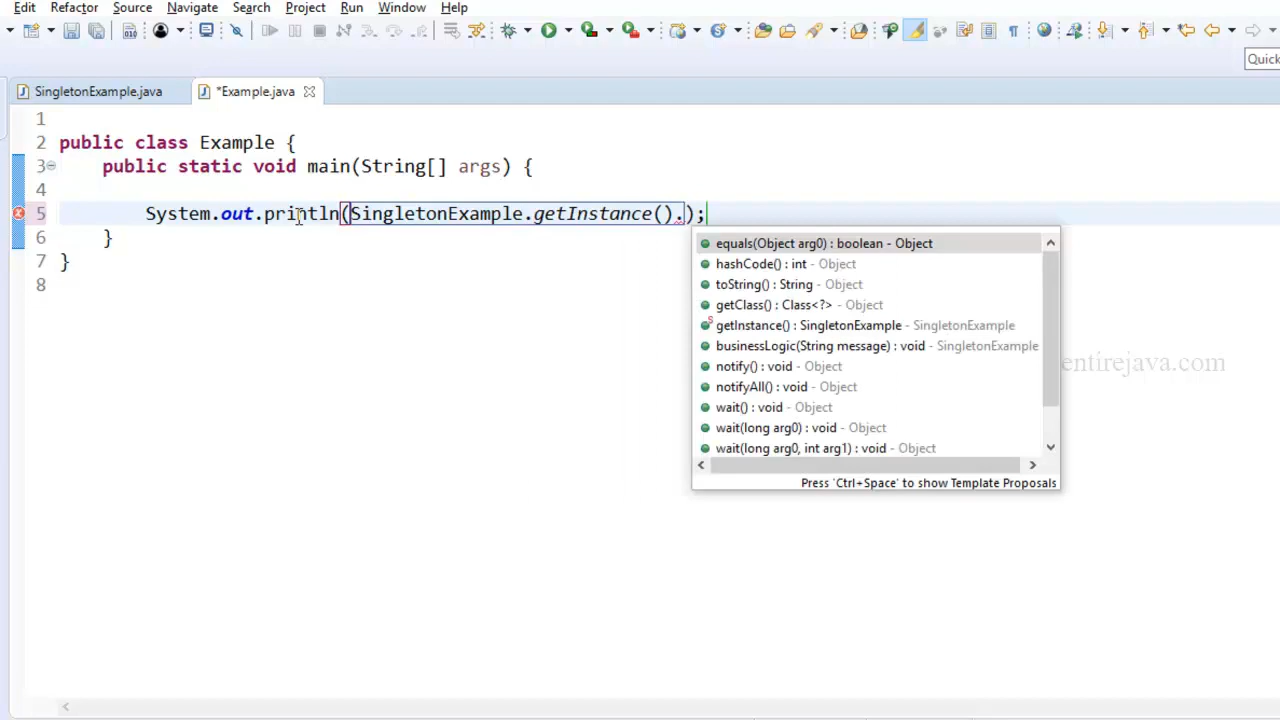 Edit Refactor Source Navigate Search Project Run Window Help
Quick
SingletonExample.java *Example.java
1
2 public class Example {
3 public static void main(String[] args) {
4
5 System.out.println(SingletonExample.getInstance().);
6 }
7 }
8
equals(Object arg0) : boolean - Object
hashCode() : int - Object
toString() : String - Object
getClass() : Class<?> - Object
getInstance() : SingletonExample - SingletonExample
businessLogic(String message) : void - SingletonExample
notify() : void - Object
notifyAll() : void - Object
wait() : void - Object
wait(long arg0) : void - Object
wait(long arg0, int arg1) : void - Object
Press 'Ctrl+Space' to show Template Proposals
entirejava.com